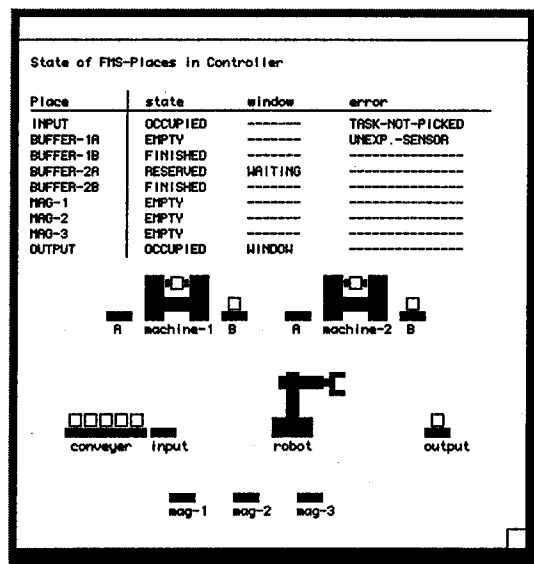 State of FMS-Places in Controller
Place state window error
INPUT OCCUPIED ------- TASK-NOT-PICKED
BUFFER-1A EMPTY ------- UNEXP.-SENSOR
BUFFER-1B FINISHED ------- ---------------
BUFFER-2A RESERVED WAITING ---------------
BUFFER-2B FINISHED ------- ---------------
MAG-1 EMPTY ------- ---------------
MAG-2 EMPTY ------- ---------------
MAG-3 EMPTY ------- ---------------
OUTPUT OCCUPIED WINDOW ---------------
A machine-1 B A machine-2 B
conveyer input robot output
mag-1 mag-2 mag-3